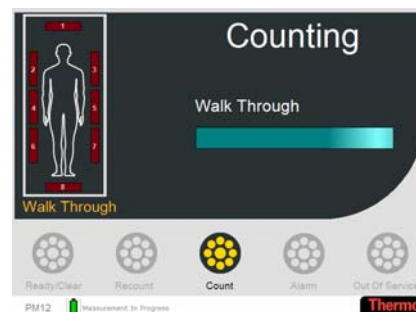 Counting
1
2 3
4 5
6 7
8
Walk Through
Walk Through
Ready/Clear Recount Count Alarm Out Of Service
PM12 Measurement In Progress Thermo